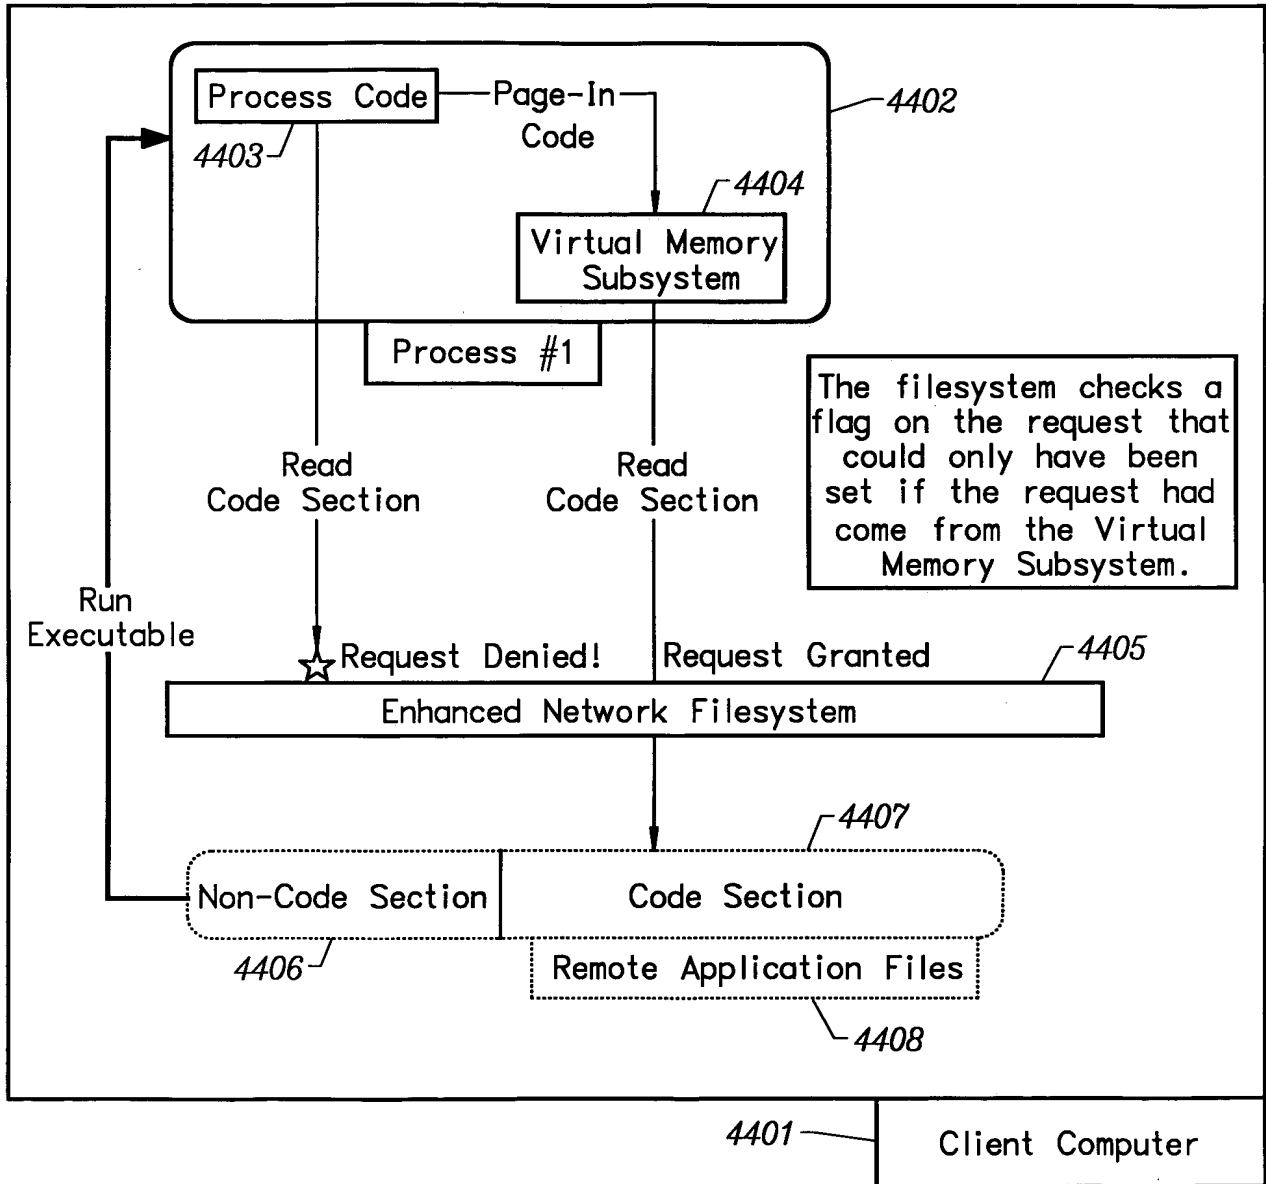 Process Code
Page-In
Code
4402
4403
4404
Virtual Memory
Subsystem
Process #1
The filesystem checks a
flag on the request that
could only have been
set if the request had
come from the Virtual
Memory Subsystem.
Read
Code Section
Read
Code Section
Run
Executable
Request Denied!
Request Granted
4405
Enhanced Network Filesystem
4407
Non-Code Section
Code Section
4406
Remote Application Files
4408
4401
Client Computer